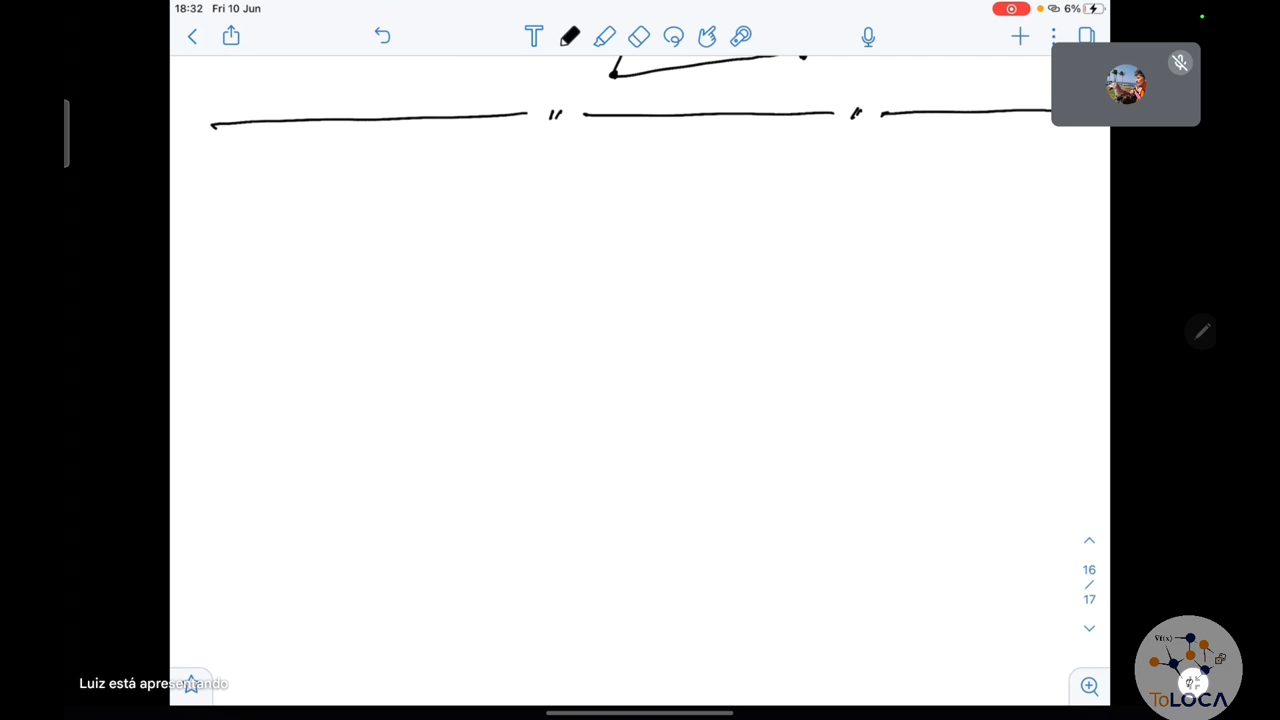 18:32 Fri 10 Jun
6%
T
"
"
16
/
17
Luiz está apresentando
∇f(x)
ToLOCA